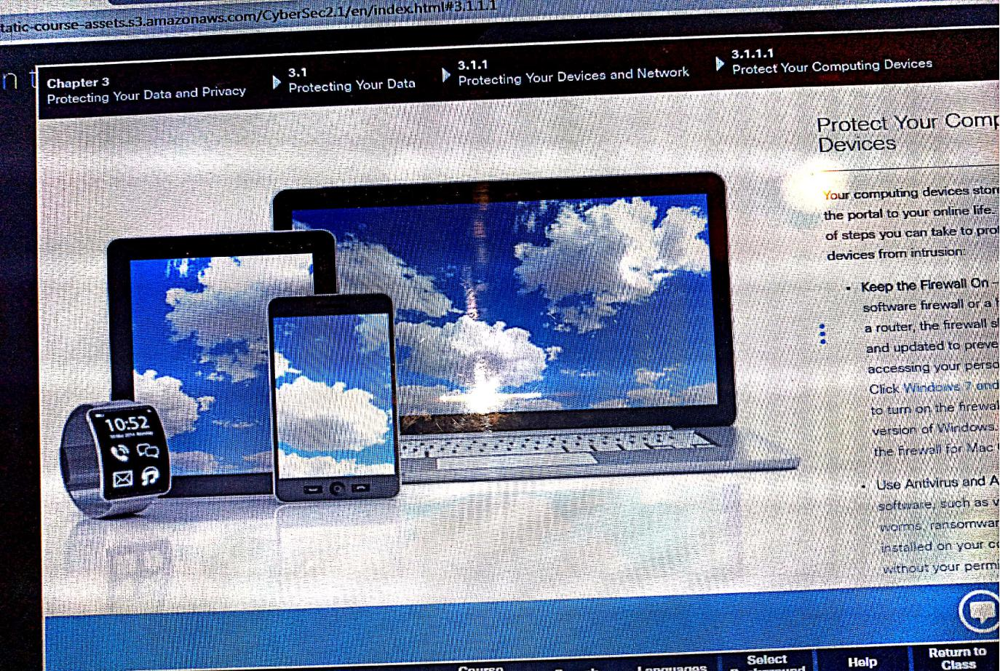 tatic-course-assets.s3.amazonaws.com/CyberSec2.1/en/index.html#3.1.1.1
n t
Chapter 3
Protecting Your Data and Privacy
3.1
Protecting Your Data
3.1.1
Protecting Your Devices and Network
3.1.1.1
Protect Your Computing Devices
Protect Your Comp
Devices
Your computing devices store
the portal to your online life.
of steps you can take to prot
devices from intrusion:
• Keep the Firewall On –
software firewall or a h
a router, the firewall s
and updated to preve
accessing your perso
Click Windows 7 and
to turn on the firewal
version of Windows.
the firewall for Mac
• Use Antivirus and A
software, such as v
worms, ransomwar
installed on your co
without your permi
10:52
Course
Languages
Select
Background
Help
Return to
Class